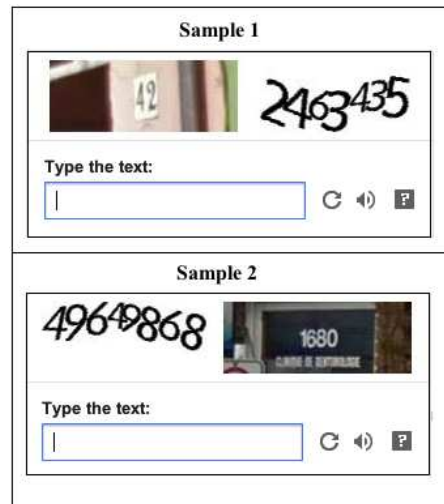 Sample 1
42 2463435
Type the text:
?
Sample 2
49649868 1680
Type the text:
?